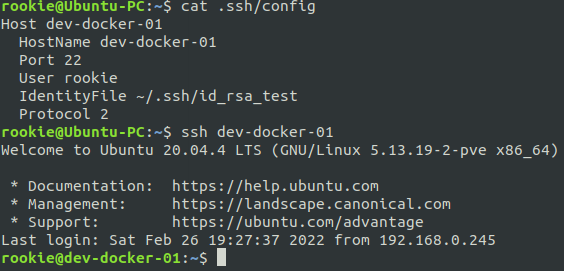 rookie@Ubuntu-PC:~$ cat .ssh/config
Host dev-docker-01
  HostName dev-docker-01
  Port 22
  User rookie
  IdentityFile ~/.ssh/id_rsa_test
  Protocol 2
rookie@Ubuntu-PC:~$ ssh dev-docker-01
Welcome to Ubuntu 20.04.4 LTS (GNU/Linux 5.13.19-2-pve x86_64)

 * Documentation:  https://help.ubuntu.com
 * Management:     https://landscape.canonical.com
 * Support:        https://ubuntu.com/advantage
Last login: Sat Feb 26 19:27:37 2022 from 192.168.0.245
rookie@dev-docker-01:~$